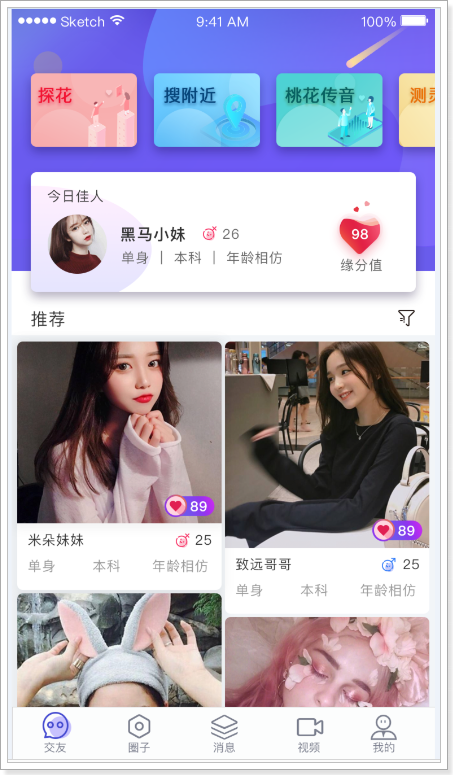 Sketch 9:41 AM 100%
探花 搜附近 桃花传音 测灵
今日佳人
黑马小妹 26
单身 | 本科 | 年龄相仿
98
缘分值
推荐
89
89
米朵妹妹 25
单身 本科 年龄相仿
致远哥哥 25
单身 本科 年龄相仿
交友 圈子 消息 视频 我的